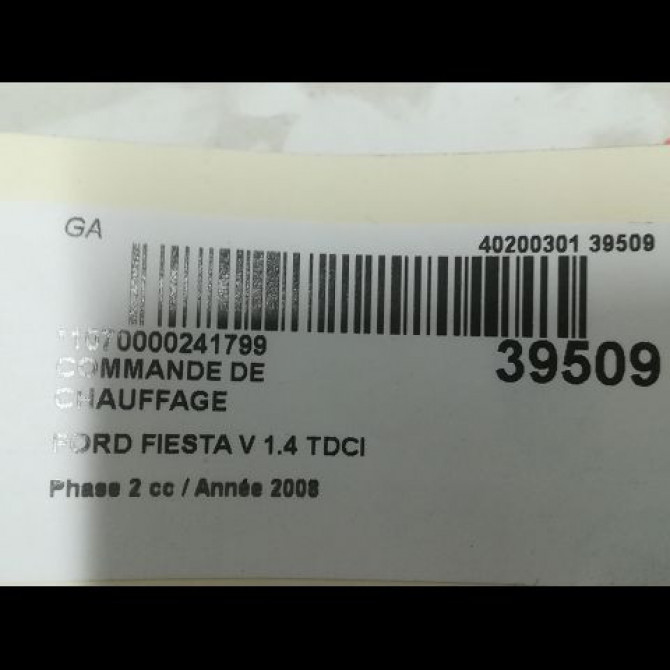 GA
40200301 39509
11070000241799
39509
COMMANDE DE
CHAUFFAGE
FORD FIESTA V 1.4 TDCI
Phase 2 cc / Année 2008